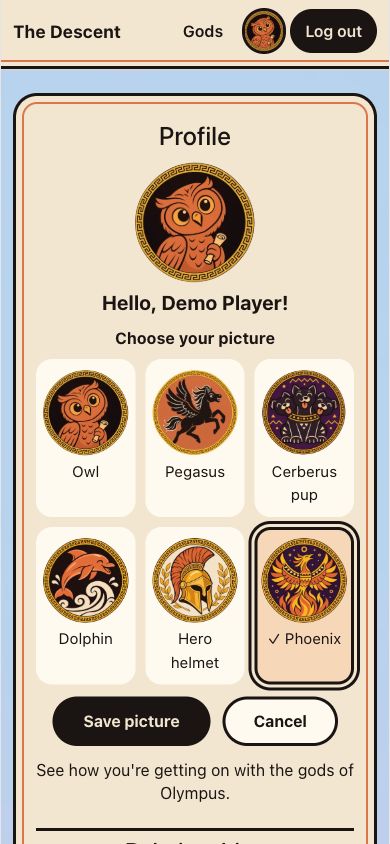 The Descent
Gods
Log out
Profile
Hello, Demo Player!
Choose your picture
Owl
Pegasus
Cerberus
pup
Dolphin
Hero
helmet
✓ Phoenix
Save picture
Cancel
See how you're getting on with the gods of
Olympus.